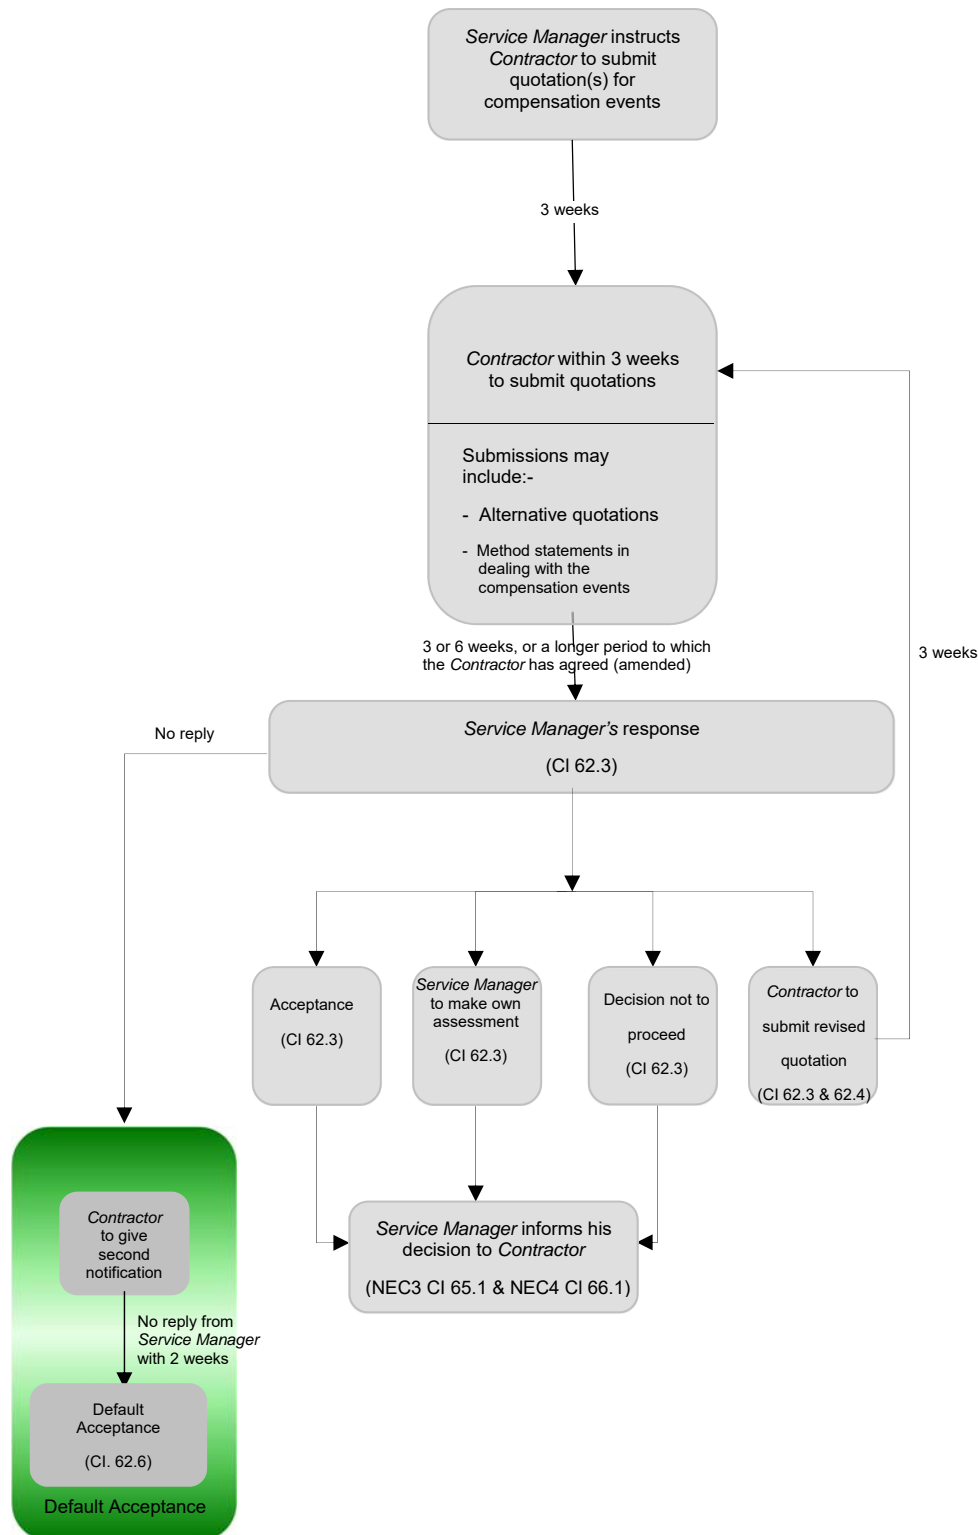 Service Manager instructs
Contractor to submit
quotation(s) for
compensation events
3 weeks
Contractor within 3 weeks
to submit quotations
Submissions may
include:-
- Alternative quotations
- Method statements in
dealing with the
compensation events
3 or 6 weeks, or a longer period to which
the Contractor has agreed (amended)
3 weeks
No reply
Service Manager's response
(Cl 62.3)
Acceptance
(Cl 62.3)
Service Manager
to make own
assessment
(Cl 62.3)
Decision not to
proceed
(Cl 62.3)
Contractor to
submit revised
quotation
(Cl 62.3 & 62.4)
Contractor
to give
second
notification
Service Manager informs his
decision to Contractor
(NEC3 Cl 65.1 & NEC4 Cl 66.1)
No reply from
Service Manager
with 2 weeks
Default
Acceptance
(Cl. 62.6)
Default Acceptance